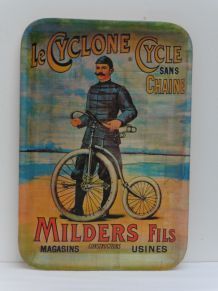 Le CYCLONE CYCLE
SANS
CHAINE
MILDERS FILS
MAGASINS CONSTRUCTEURS USINES